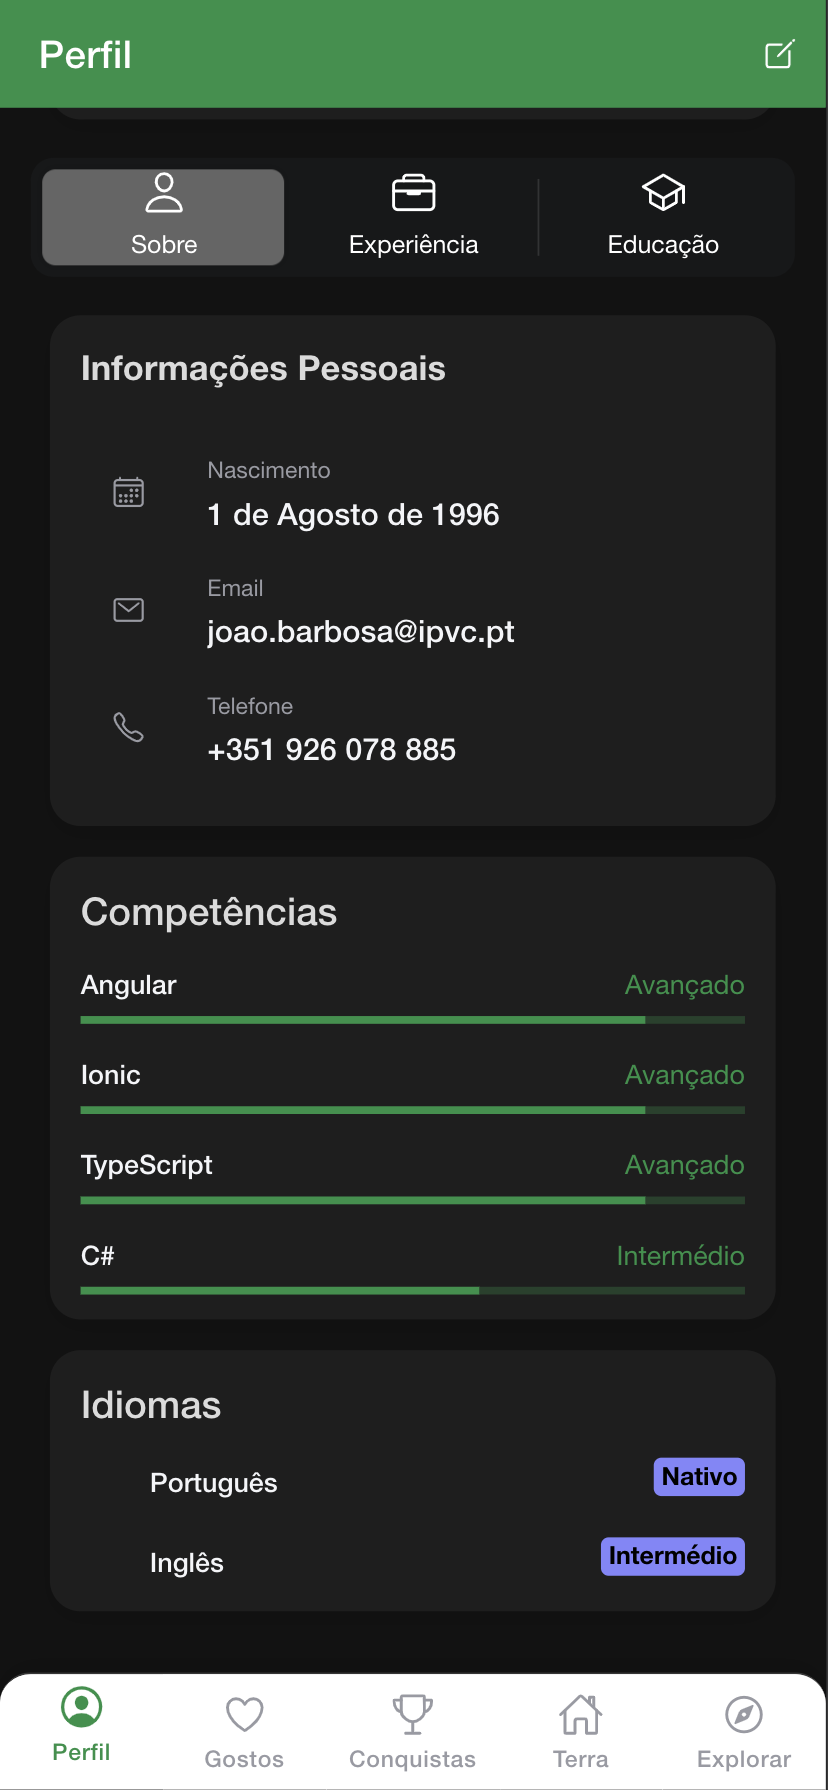 Perfil
Sobre
Experiência
Educação
Informações Pessoais
Nascimento
1 de Agosto de 1996
Email
joao.barbosa@ipvc.pt
Telefone
+351 926 078 885
Competências
Angular Avançado
Ionic Avançado
TypeScript Avançado
C# Intermédio
Idiomas
Português Nativo
Inglês Intermédio
Perfil
Gostos
Conquistas
Terra
Explorar